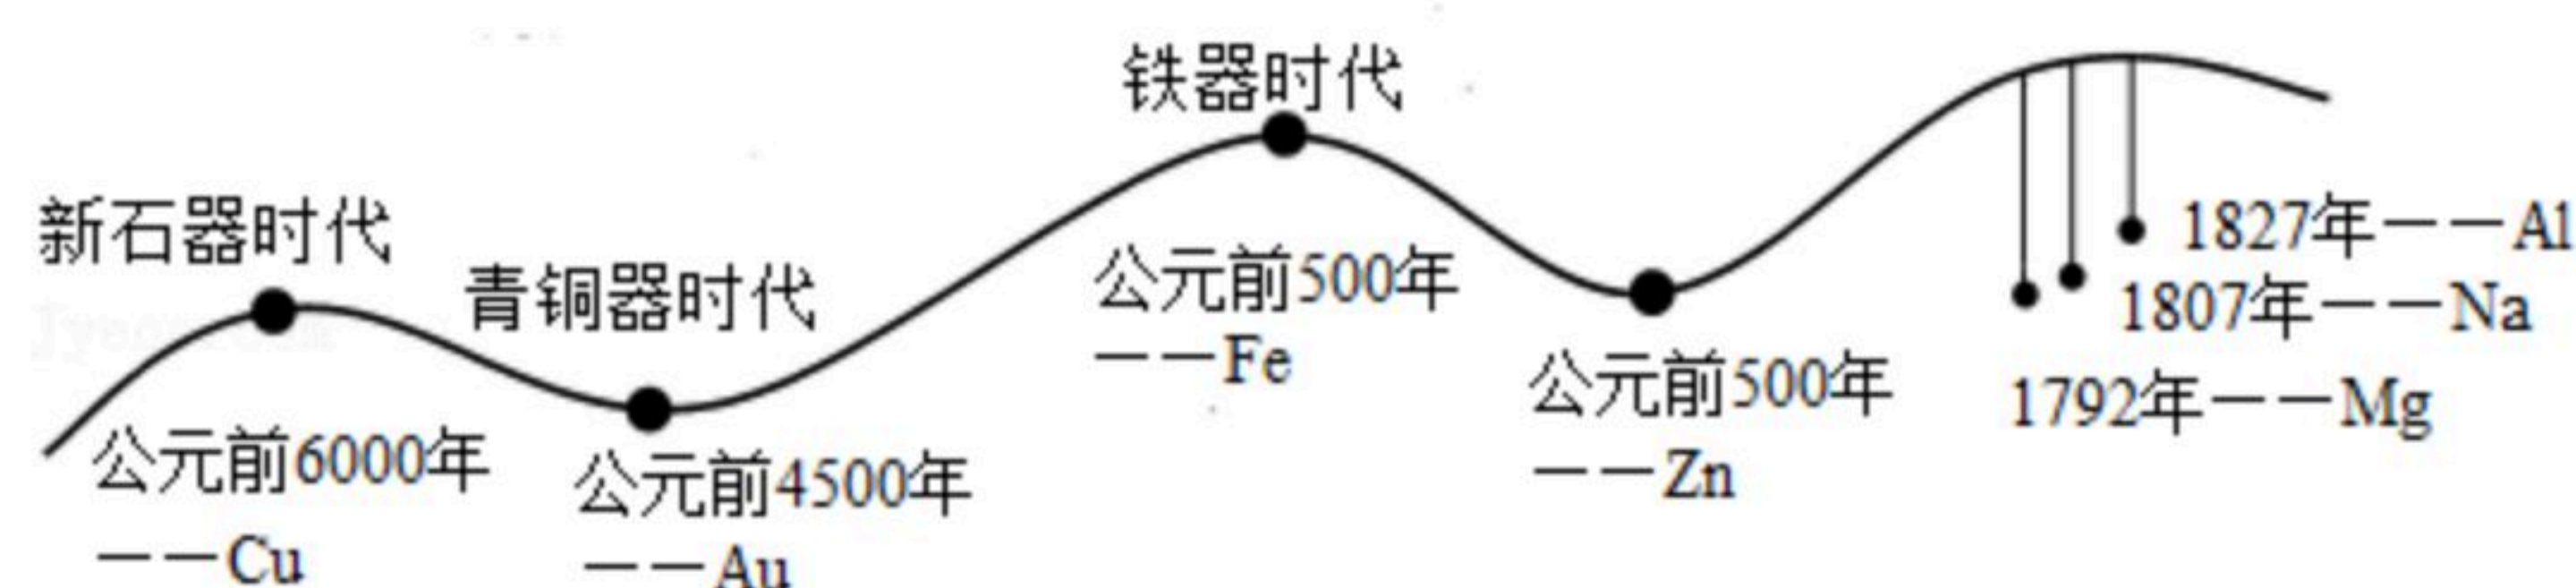 新石器时代
公元前6000年
——Cu
青铜器时代
公元前4500年
——Au
铁器时代
公元前500年
——Fe
公元前500年
——Zn
1827年——Al
1807年——Na
1792年——Mg